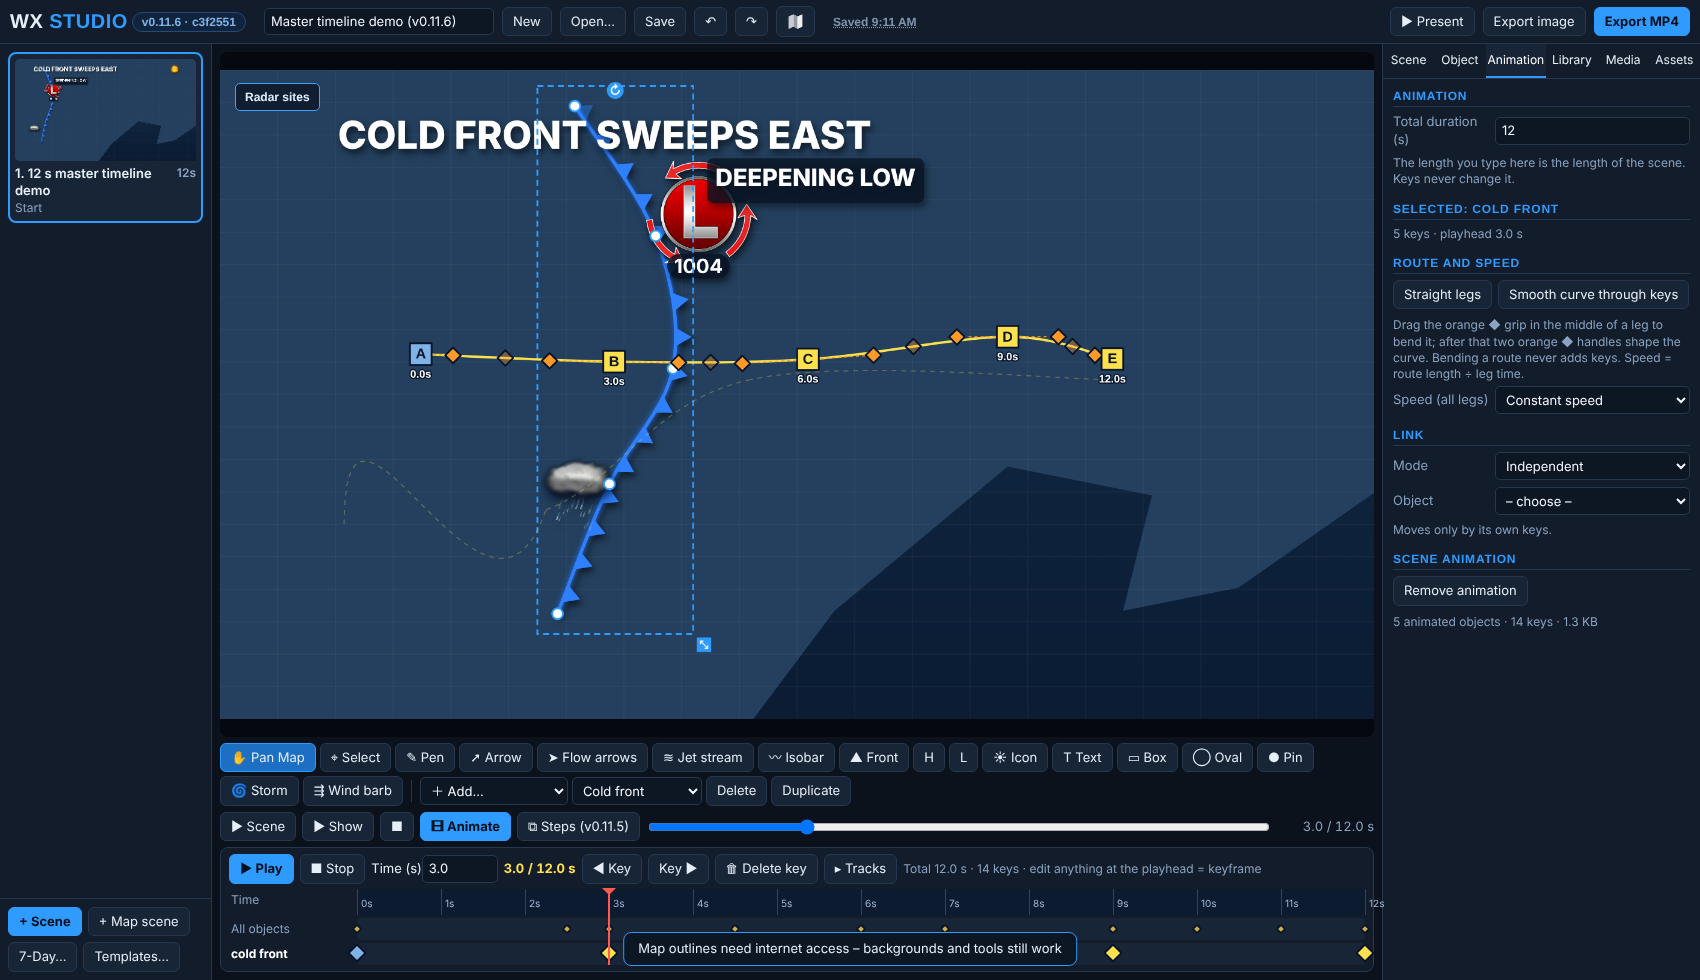 WX STUDIO v0.11.6 · c3f2551 Master timeline demo (v0.11.6) New Open... Save ↶ ↷ Saved 9:11 AM ▶ Present Export image Export MP4
COLD FRONT SWEEPS EAST
L
1. 12 s master timeline demo 12s
Start
+ Scene + Map scene
7-Day... Templates...
Radar sites
COLD FRONT SWEEPS EAST
DEEPENING LOW
L
1004
A B C D E
0.0s 3.0s 6.0s 9.0s 12.0s
Pan Map Select Pen Arrow Flow arrows Jet stream Isobar Front H L Icon T Text Box Oval Pin
Storm Wind barb + Add... Cold front Delete Duplicate
▶ Scene ▶ Show ■ Animate Steps (v0.11.5) 3.0 / 12.0 s
▶ Play ■ Stop Time (s) 3.0 3.0 / 12.0 s ◀ Key Key ▶ Delete key ▸ Tracks Total 12.0 s · 14 keys · edit anything at the playhead = keyframe
Time 0s 1s 2s 3s 4s 5s 6s 7s 8s 9s 10s 11s 12s
All objects
cold front
Map outlines need internet access – backgrounds and tools still work
Scene Object Animation Library Media Assets
ANIMATION
Total duration (s) 12
The length you type here is the length of the scene.
Keys never change it.
SELECTED: COLD FRONT
5 keys · playhead 3.0 s
ROUTE AND SPEED
Straight legs Smooth curve through keys
Drag the orange ◆ grip in the middle of a leg to
bend it; after that two orange ◆ handles shape the
curve. Bending a route never adds keys. Speed =
route length ÷ leg time.
Speed (all legs) Constant speed
LINK
Mode Independent
Object – choose –
Moves only by its own keys.
SCENE ANIMATION
Remove animation
5 animated objects · 14 keys · 1.3 KB